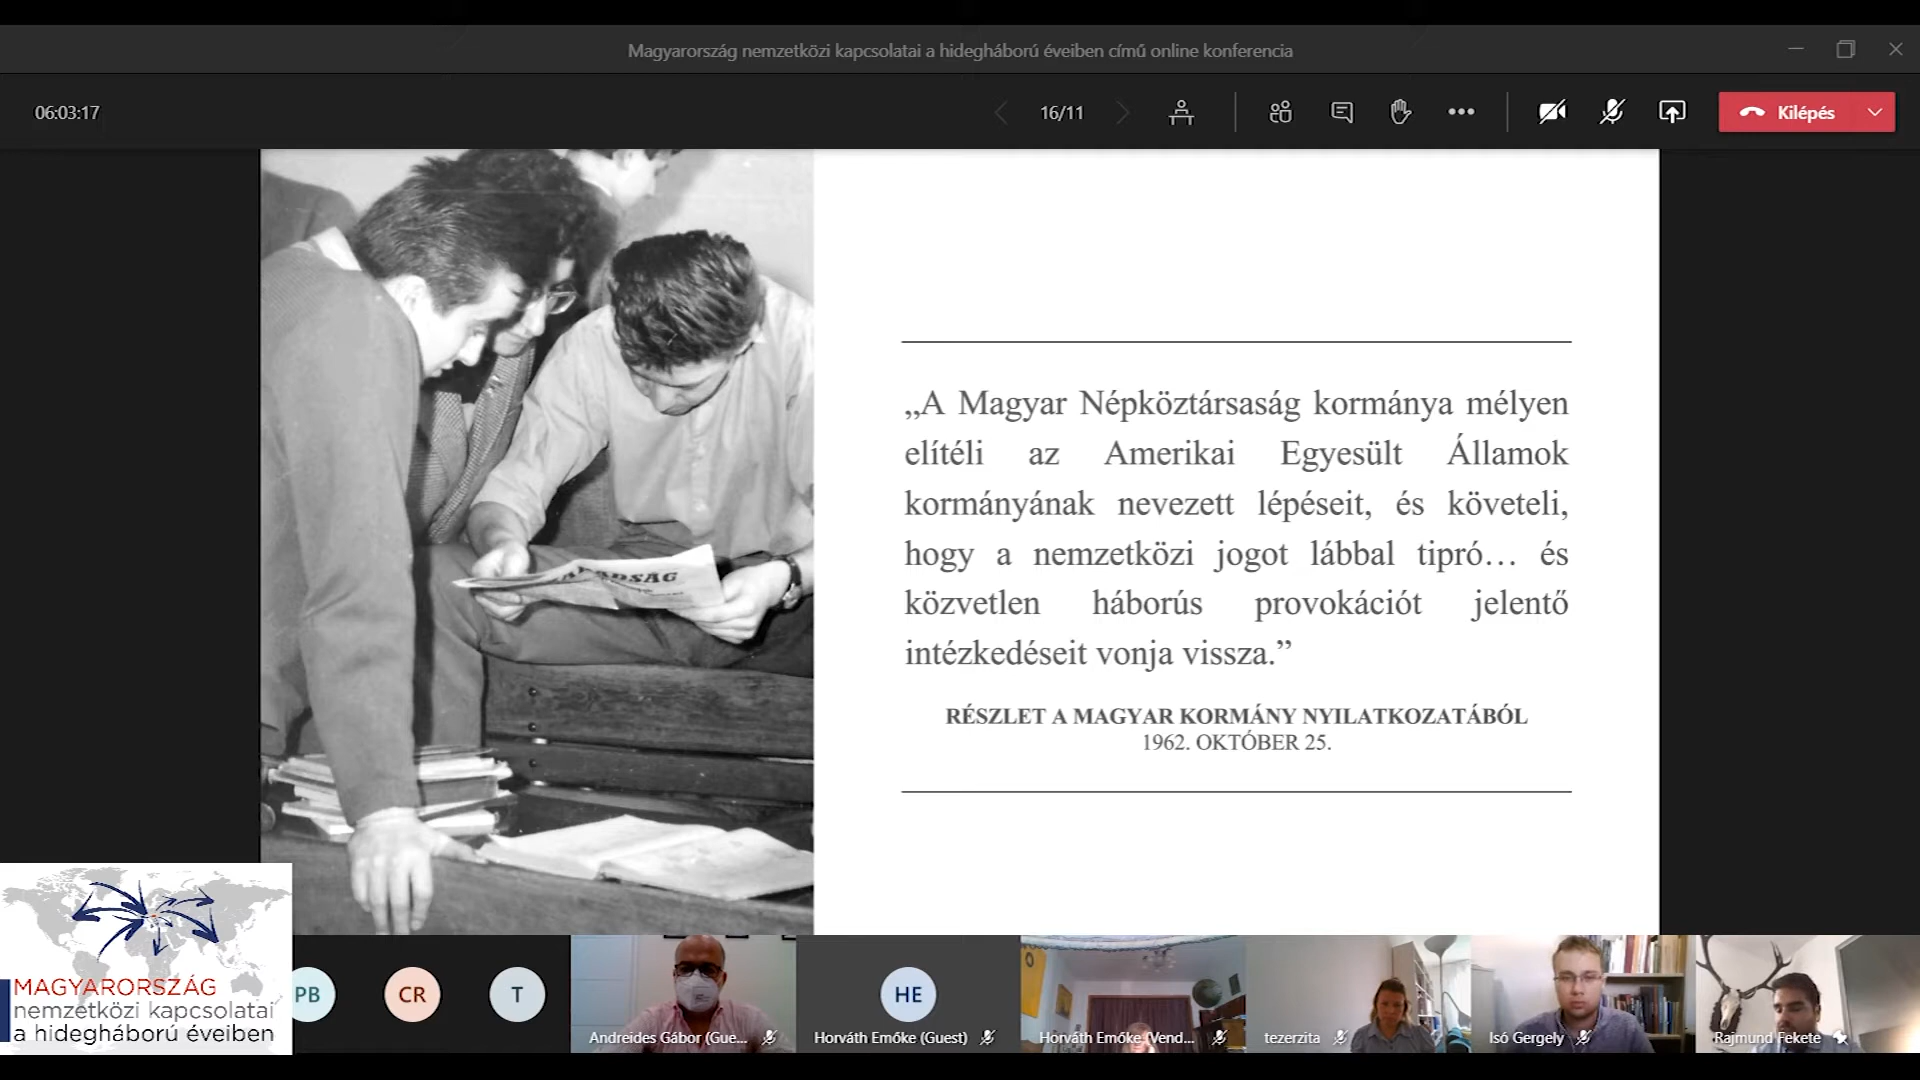 Magyarország nemzetközi kapcsolatai a hidegháború éveiben című online konferencia
06:03:17
16/11
Kilépés
„A Magyar Népköztársaság kormánya mélyen
elítéli az Amerikai Egyesült Államok
kormányának nevezett lépéseit, és követeli,
hogy a nemzetközi jogot lábbal tipró… és
közvetlen háborús provokációt jelentő
intézkedéseit vonja vissza.”
RÉSZLET A MAGYAR KORMÁNY NYILATKOZATÁBÓL
1962. OKTÓBER 25.
MAGYARORSZÁG
nemzetközi kapcsolatai
a hidegháború éveiben
PB
CR
T
HE
Andreides Gábor (Gue...
Horváth Emőke (Guest)
Horváth Emőke (Vend...
tezerzita
Isó Gergely
Rajmund Fekete